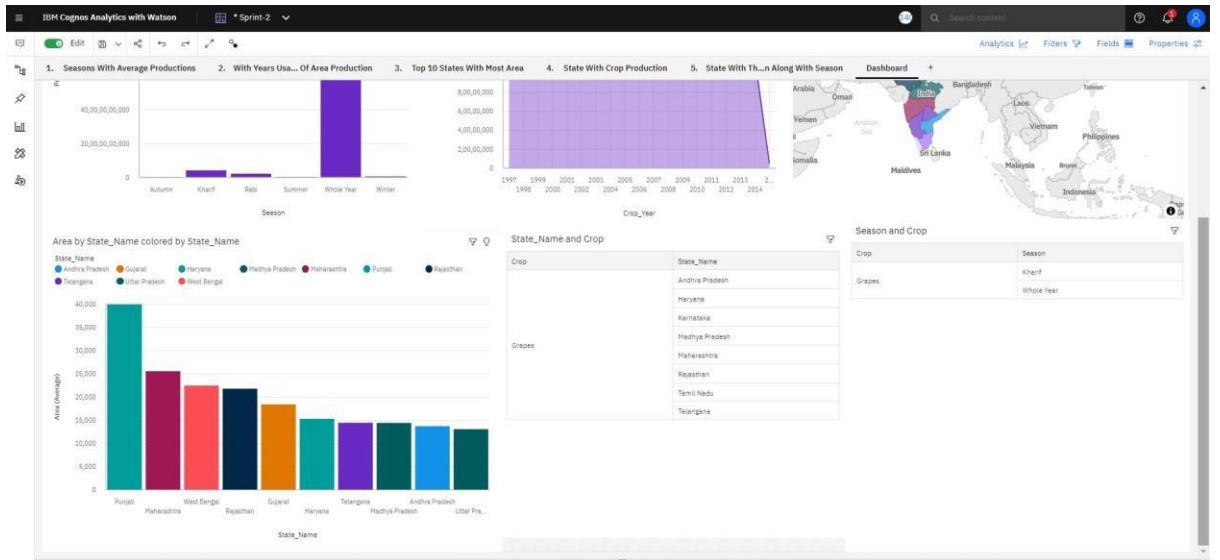 IBM Cognos Analytics with Watson
* Sprint-2
Search content
Edit
Analytics
Filters
Fields
Properties
1. Seasons With Average Productions
2. With Years Usa... Of Area Production
3. Top 10 States With Most Area
4. State With Crop Production
5. State With Th...n Along With Season
Dashboard
+
40,00,00,00,000
20,00,00,00,000
0
Autumn
Kharif
Rabi
Summer
Whole Year
Winter
Season
8,00,00,000
6,00,00,000
4,00,00,000
2,00,00,000
0
1997 1999 2001 2003 2005 2007 2009 2011 2013 2...
1998 2000 2002 2004 2006 2008 2010 2012 2014
Crop_Year
Arabia
Oman
Yemen
Arabian
Sea
Somalia
India
Bangladesh
Taiwan
Laos
Vietnam
Philippines
Sri Lanka
Maldives
Malaysia
Brunei
Indonesia
Area by State_Name colored by State_Name
State_Name
Andhra Pradesh
Gujarat
Haryana
Madhya Pradesh
Maharashtra
Punjab
Rajasthan
Telangana
Uttar Pradesh
West Bengal
40,000
35,000
30,000
25,000
20,000
15,000
10,000
5,000
0
Area (Average)
Punjab
Maharashtra
West Bengal
Rajasthan
Gujarat
Haryana
Telangana
Madhya Pradesh
Andhra Pradesh
Uttar Pra...
State_Name
State_Name and Crop
Crop
State_Name
Grapes
Andhra Pradesh
Haryana
Karnataka
Madhya Pradesh
Maharashtra
Rajasthan
Tamil Nadu
Telangana
Season and Crop
Crop
Season
Grapes
Kharif
Whole Year